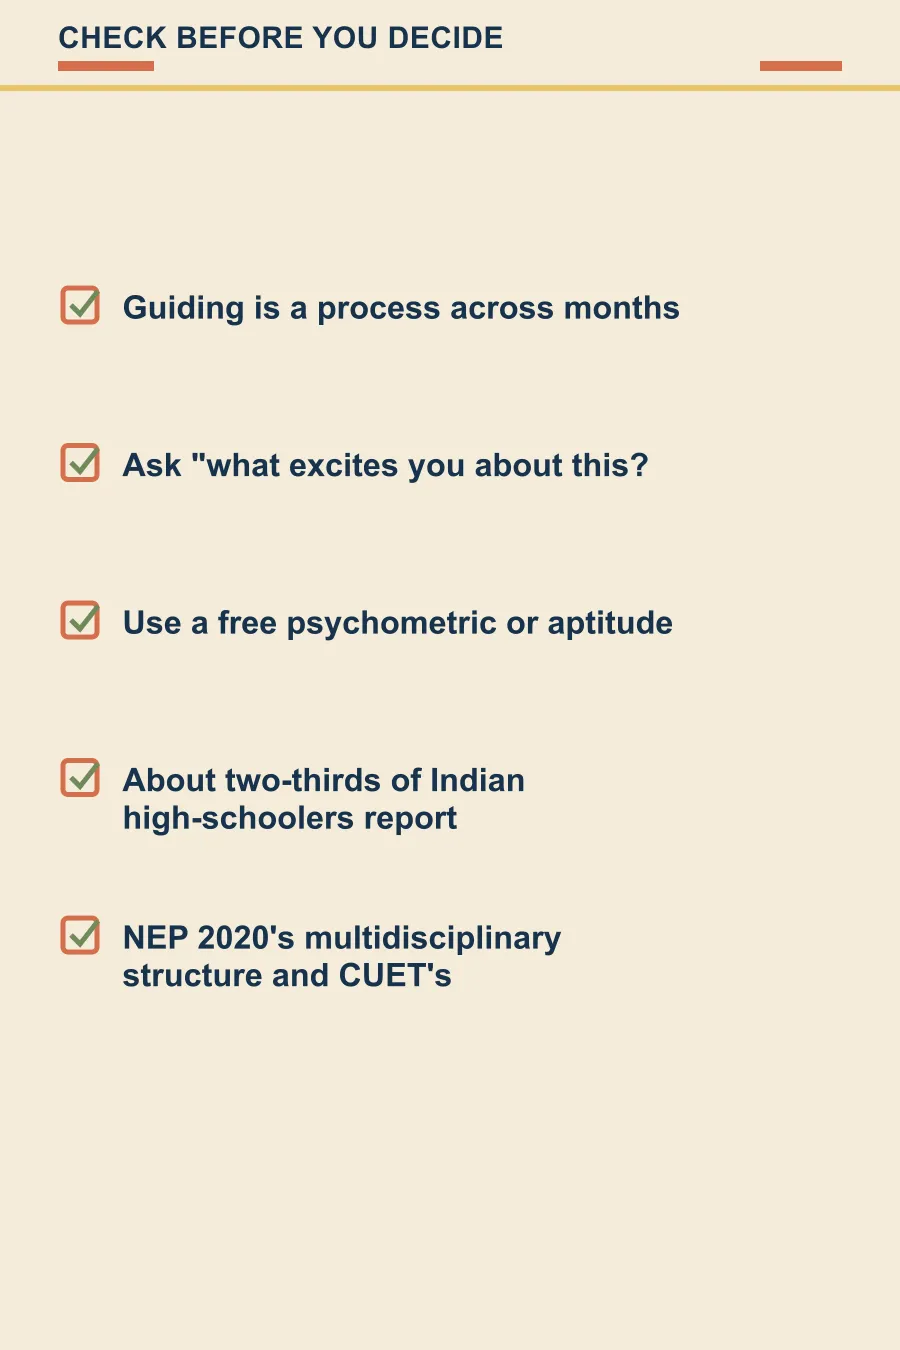 CHECK BEFORE YOU DECIDE
Guiding is a process across months
Ask "what excites you about this?
Use a free psychometric or aptitude
About two-thirds of Indian
high-schoolers report
NEP 2020's multidisciplinary
structure and CUET's